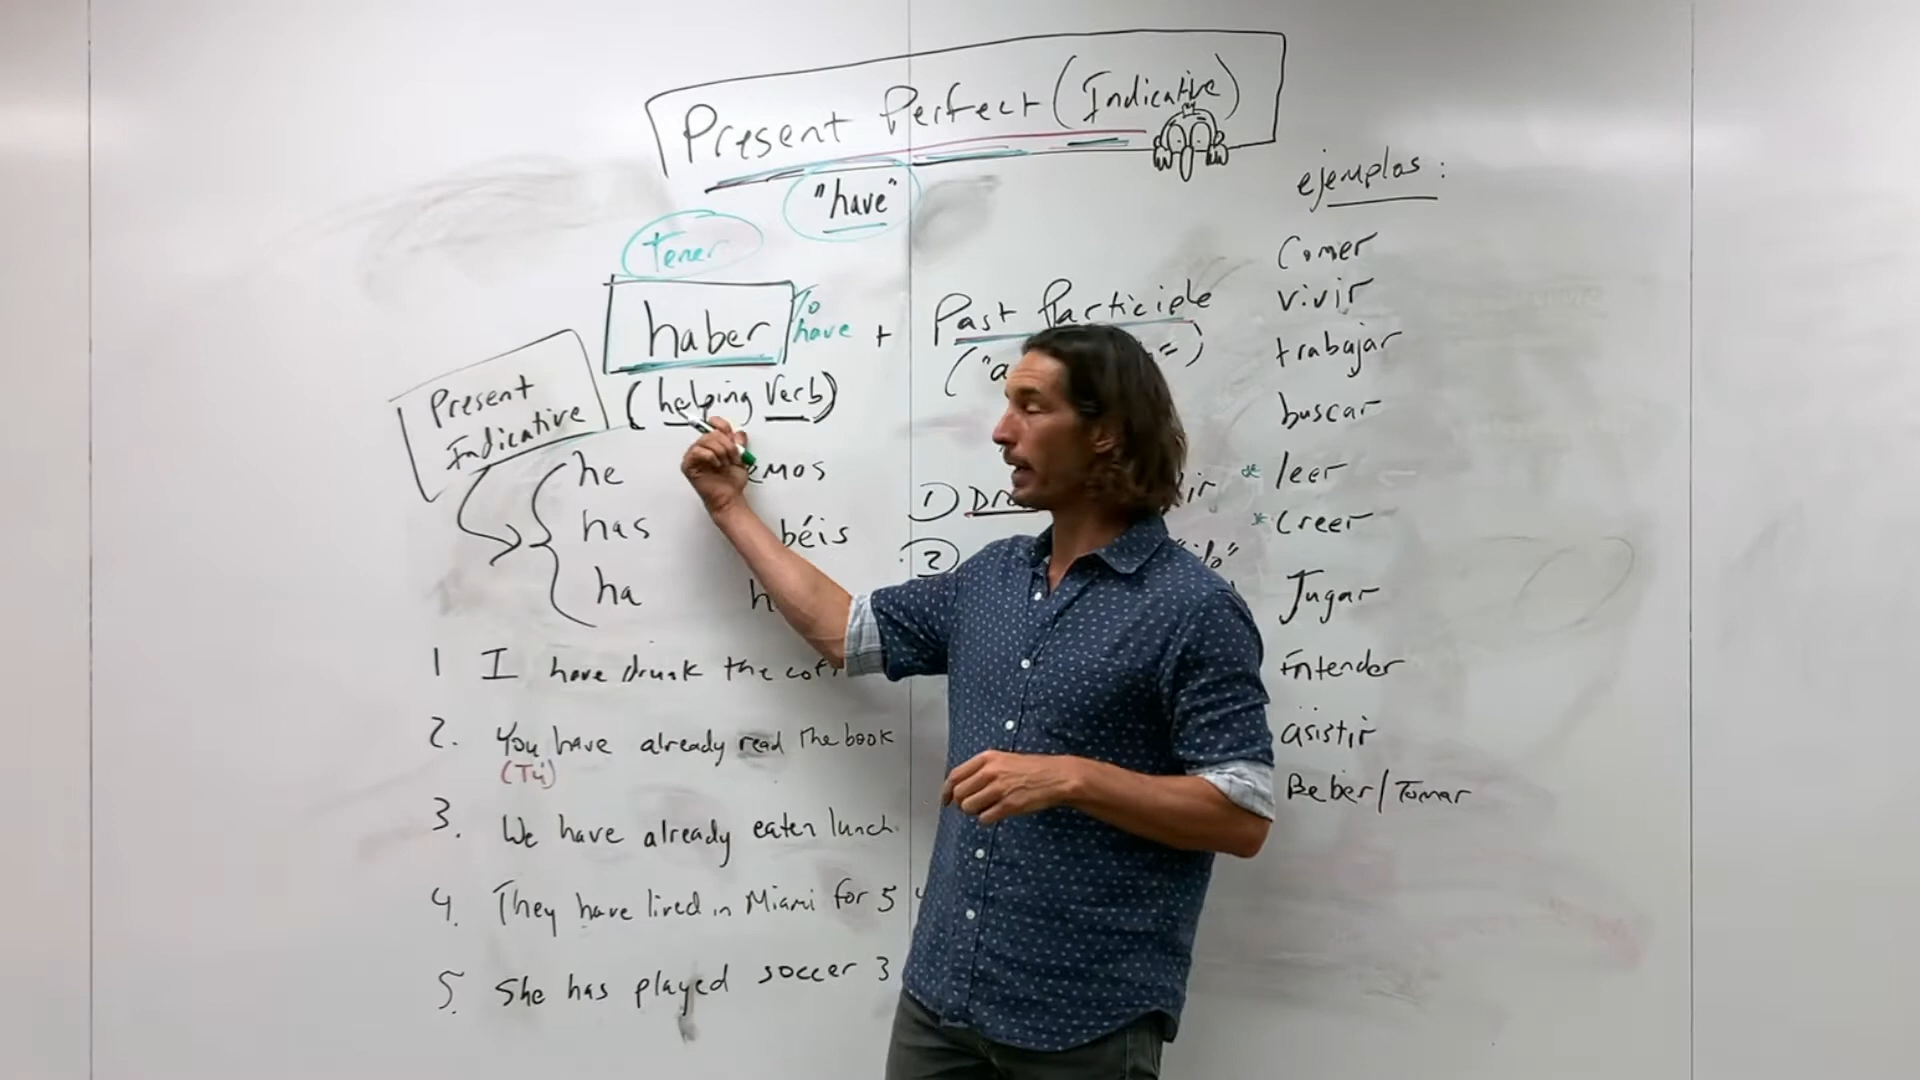 Present Perfect (Indicative)
"have"
tener
haber
To have
+
Past Participle
(helping Verb)
Present
Indicative
he
has
béis
ha
1)
2)
1 I have drunk the
2. You have already read the book
(Tú)
3. We have already eaten lunch.
4. They have lived in Miami for 5
5. She has played soccer 3
ejemplos:
Comer
vivir
trabajar
buscar
* leer
* Creer
Jugar
Entender
asistir
Beber/Tomar